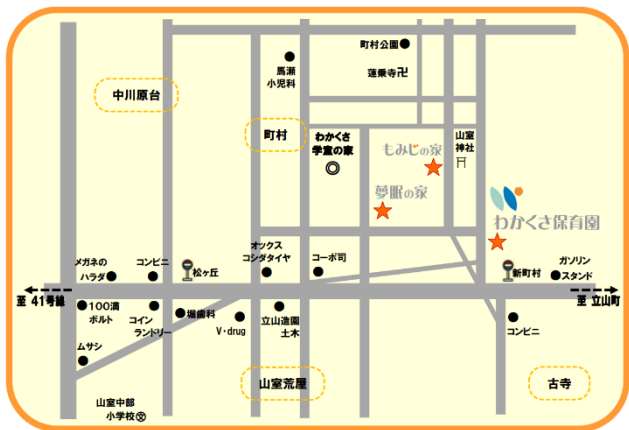 町村公園
馬瀬
小児科
蓮乗寺卍
中川原台
町村
わかくさ
学童の家
もみじの家
山室
神社
夢眠の家
わかくさ保育園
メガネの
ハラダ
コンビニ
松ヶ丘
オックス
コシダタイヤ
コーポ司
新町村
ガソリン
スタンド
至 41号線
至 立山町
100満
ボルト
コイン
ランドリー
堀歯科
V・drug
立山造園
土木
コンビニ
ムサシ
山室荒屋
古寺
山室中部
小学校文